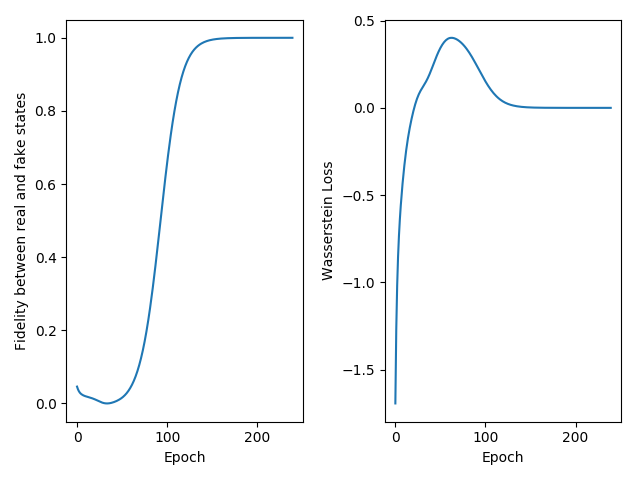 Fidelity between real and fake states
1.0
0.8
0.6
0.4
0.2
0.0
0 100 200
Epoch
Wasserstein Loss
0.5
0.0
−0.5
−1.0
−1.5
0 100 200
Epoch